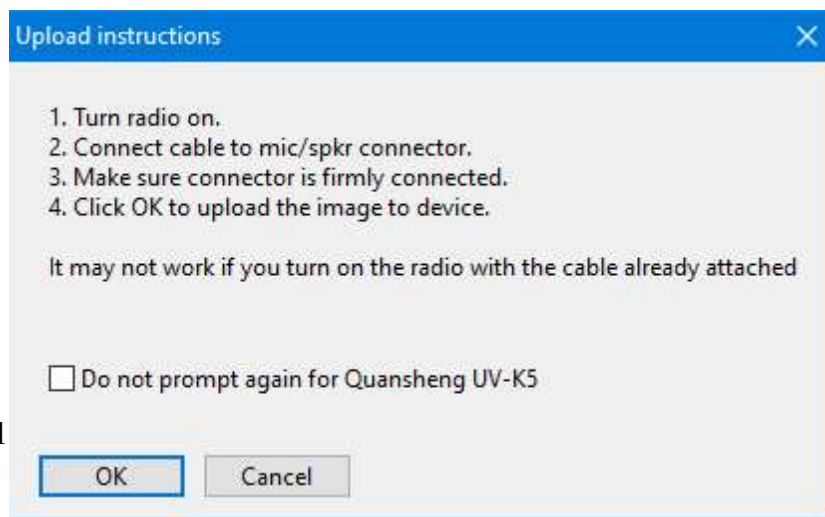 Upload instructions
1. Turn radio on.
2. Connect cable to mic/spkr connector.
3. Make sure connector is firmly connected.
4. Click OK to upload the image to device.
It may not work if you turn on the radio with the cable already attached
Do not prompt again for Quansheng UV-K5
OK Cancel